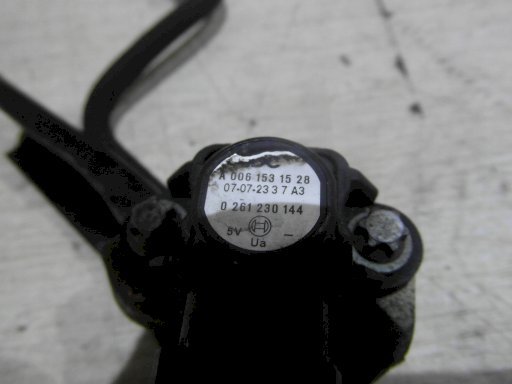 A 006 153 15 28
07-07-23 3 7 A3
0 261 230 144
5V –
Ua